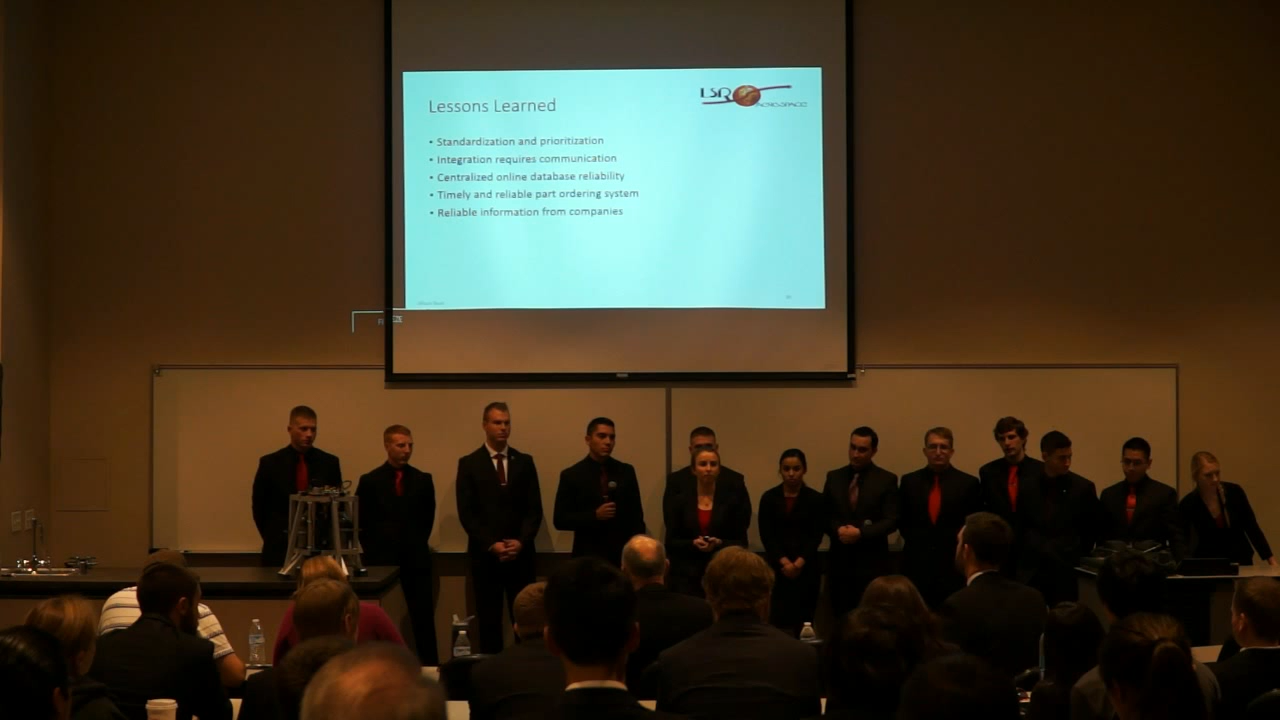 Lessons Learned
LSR
• Standardization and prioritization
• Integration requires communication
• Centralized online database reliability
• Timely and reliable part ordering system
• Reliable information from companies